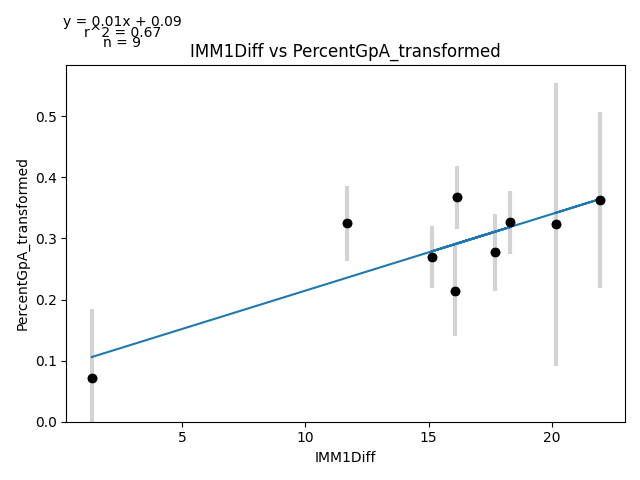 y = 0.01x + 0.09
r^2 = 0.67
n = 9
IMM1Diff vs PercentGpA_transformed
PercentGpA_transformed
0.5
0.4
0.3
0.2
0.1
0.0
5 10 15 20
IMM1Diff